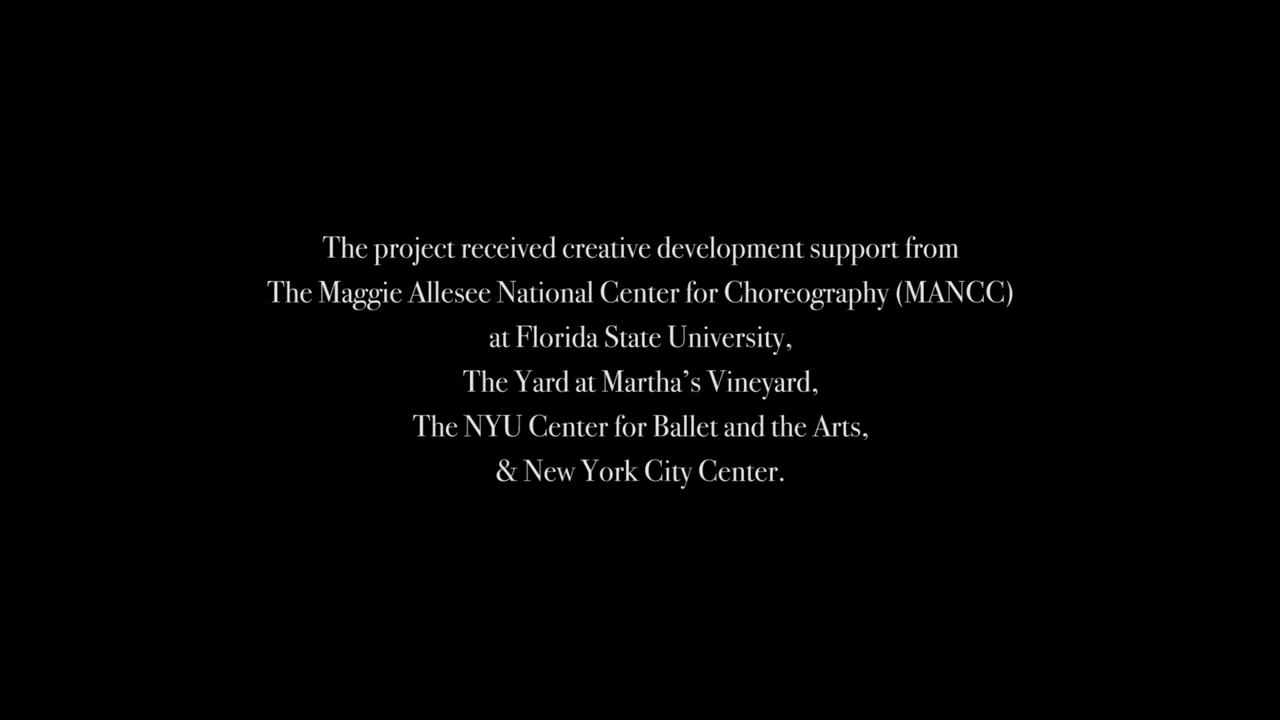 The project received creative development support from
The Maggie Allesee National Center for Choreography (MANCC)
at Florida State University,
The Yard at Martha’s Vineyard,
The NYU Center for Ballet and the Arts,
& New York City Center.